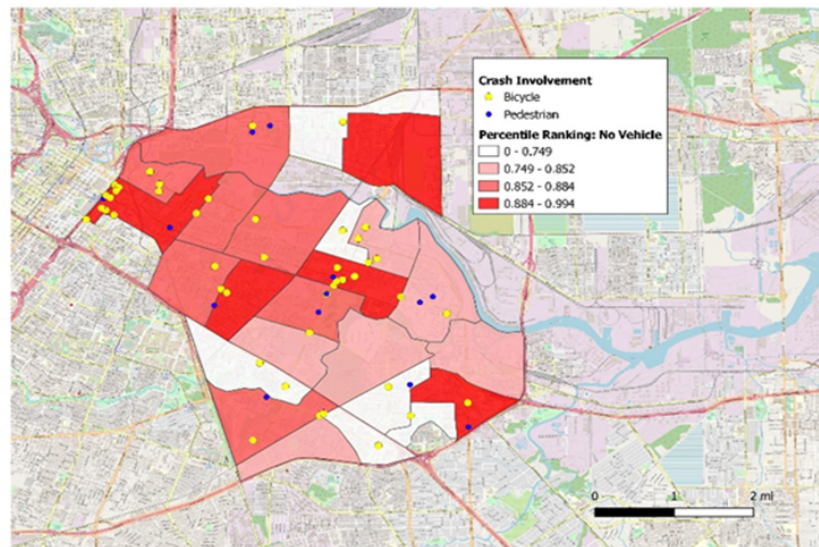 Crash Involvement
Bicycle
Pedestrian
Percentile Ranking: No Vehicle
0 - 0.749
0.749 - 0.852
0.852 - 0.884
0.884 - 0.994
0 1 2 mi